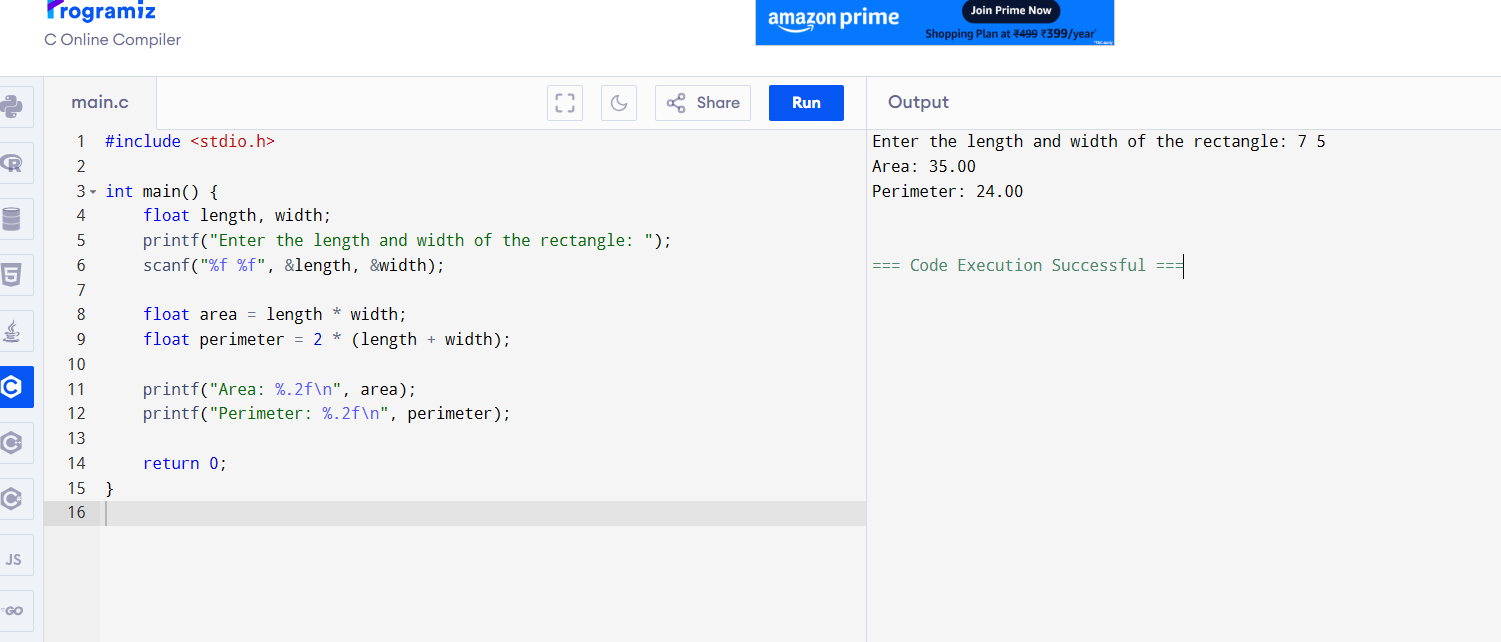 Programiz
C Online Compiler
amazon prime
Join Prime Now
Shopping Plan at ₹499 ₹399/year*
main.c
Share
Run
Output
1 #include <stdio.h>
2
3 int main() {
4     float length, width;
5     printf("Enter the length and width of the rectangle: ");
6     scanf("%f %f", &length, &width);
7
8     float area = length * width;
9     float perimeter = 2 * (length + width);
10
11     printf("Area: %.2f\n", area);
12     printf("Perimeter: %.2f\n", perimeter);
13
14     return 0;
15 }
16
Enter the length and width of the rectangle: 7 5
Area: 35.00
Perimeter: 24.00
=== Code Execution Successful ===
R
5
C
C
C
JS
GO